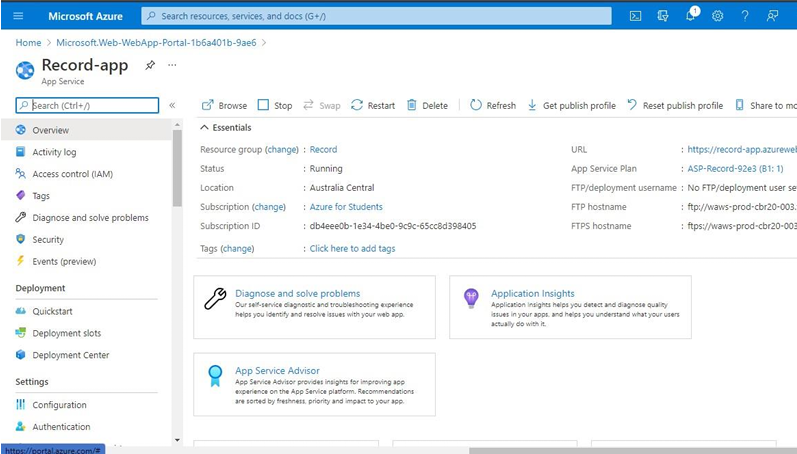 Microsoft Azure
Search resources, services, and docs (G+/)
1
Home > Microsoft.Web-WebApp-Portal-1b6a401b-9ae6 >
Record-app
...
App Service
Search (Ctrl+/)
«
Browse Stop Swap Restart Delete Refresh Get publish profile Reset publish profile Share to mo
Overview
Activity log
Access control (IAM)
Tags
Diagnose and solve problems
Security
Events (preview)
Deployment
Quickstart
Deployment slots
Deployment Center
Settings
Configuration
Authentication
https://portal.azure.com/#
Essentials
Resource group (change) : Record
Status : Running
Location : Australia Central
Subscription (change) : Azure for Students
Subscription ID : db4eee0b-1e34-4be0-9c9c-65cc8d398405
Tags (change) : Click here to add tags
URL : https://record-app.azureweb
App Service Plan : ASP-Record-92e3 (B1: 1)
FTP/deployment username : No FTP/deployment user se
FTP hostname : ftp://waws-prod-cbr20-003.
FTPS hostname : ftps://waws-prod-cbr20-00
Diagnose and solve problems
Our self-service diagnostic and troubleshooting experience
helps you identify and resolve issues with your web app.
Application Insights
Application insights helps you detect and diagnose quality
issues in your apps, and helps you understand what your users
actually do with it.
App Service Advisor
App Service Advisor provides insights for improving app
experience on the App Service platform. Recommendations
are sorted by freshness, priority and impact to your app.